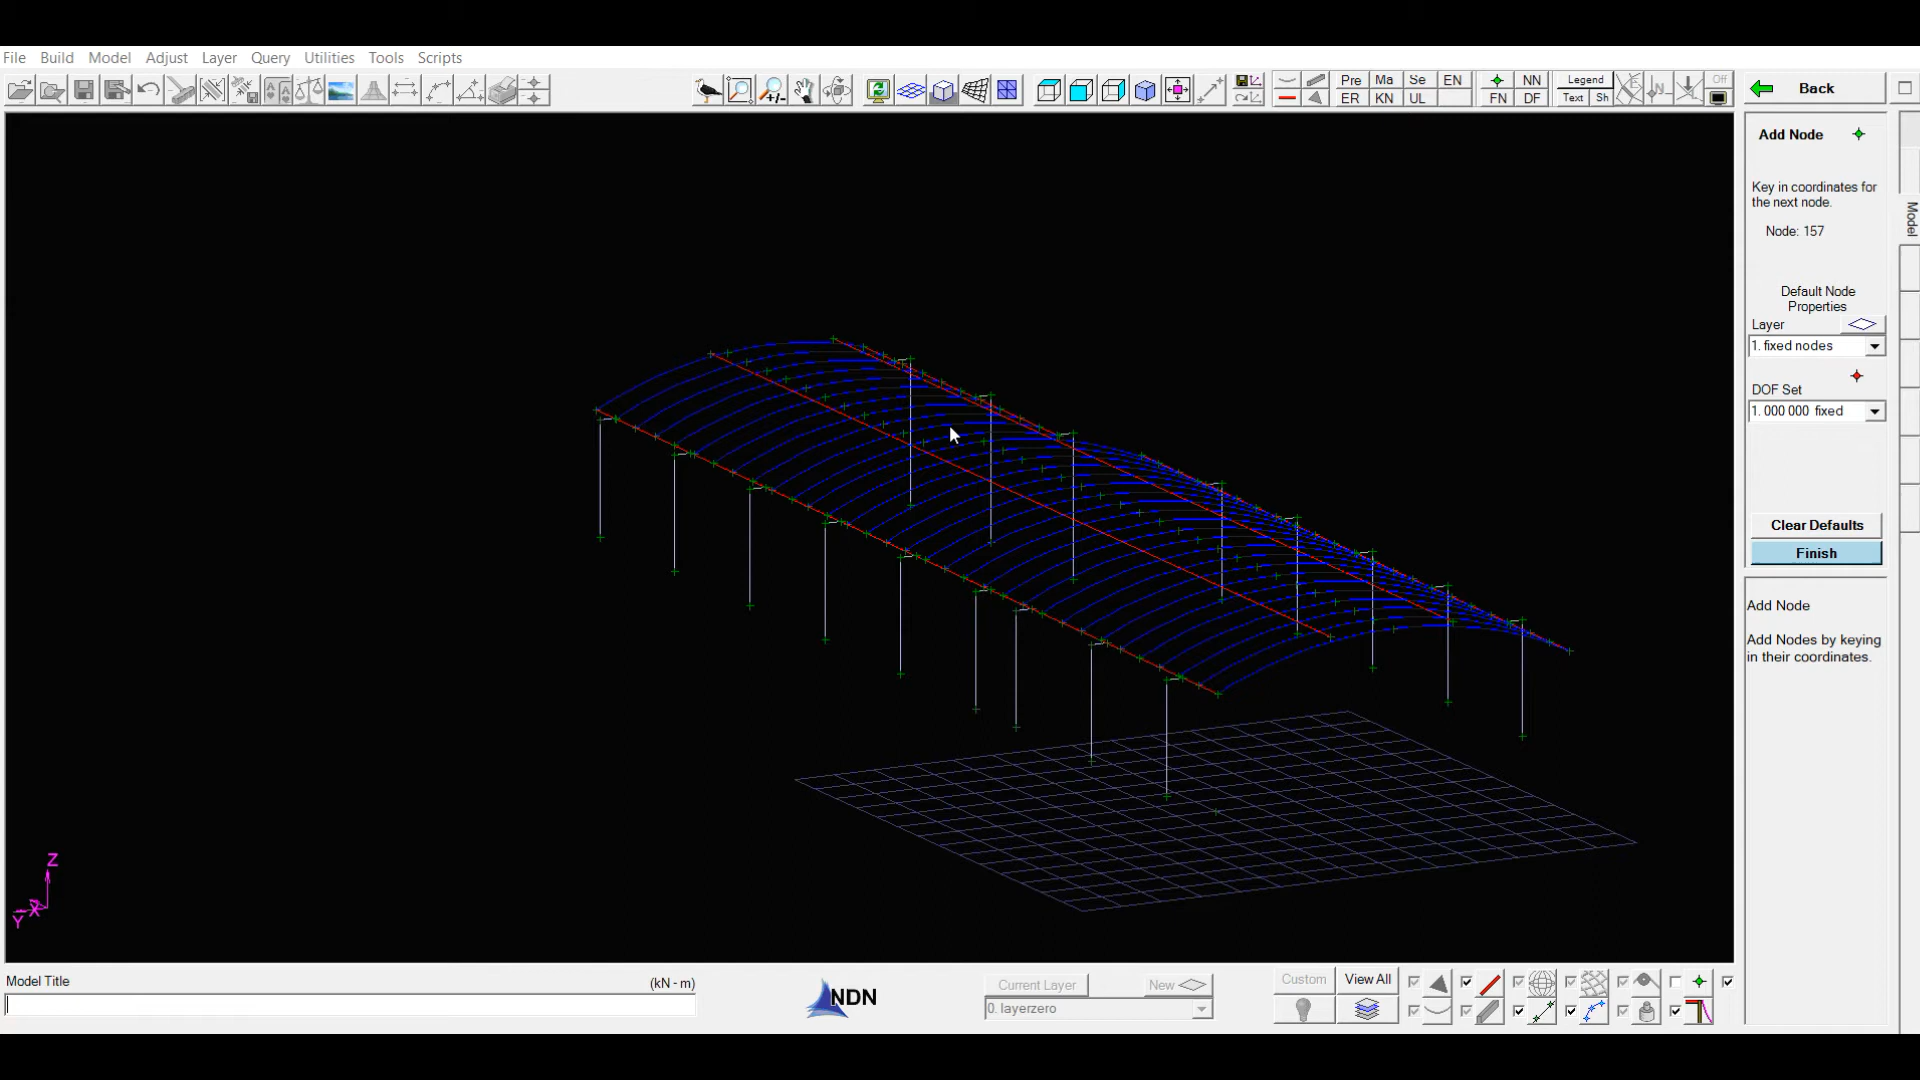 File Build Model Adjust Layer Query Utilities Tools Scripts
Pre Ma Se EN NN Legend Off
ER KN UL FN DF Text Sh
Back
Add Node
Key in coordinates for
the next node.
Node: 157
Model
Default Node
Properties
Layer
1. fixed nodes
DOF Set
1. 000 000 fixed
Clear Defaults
Finish
Add Node
Add Nodes by keying
in their coordinates.
Z
Y X
Model Title (kN - m)
NDN
Current Layer New
0. layerzero
Custom View All